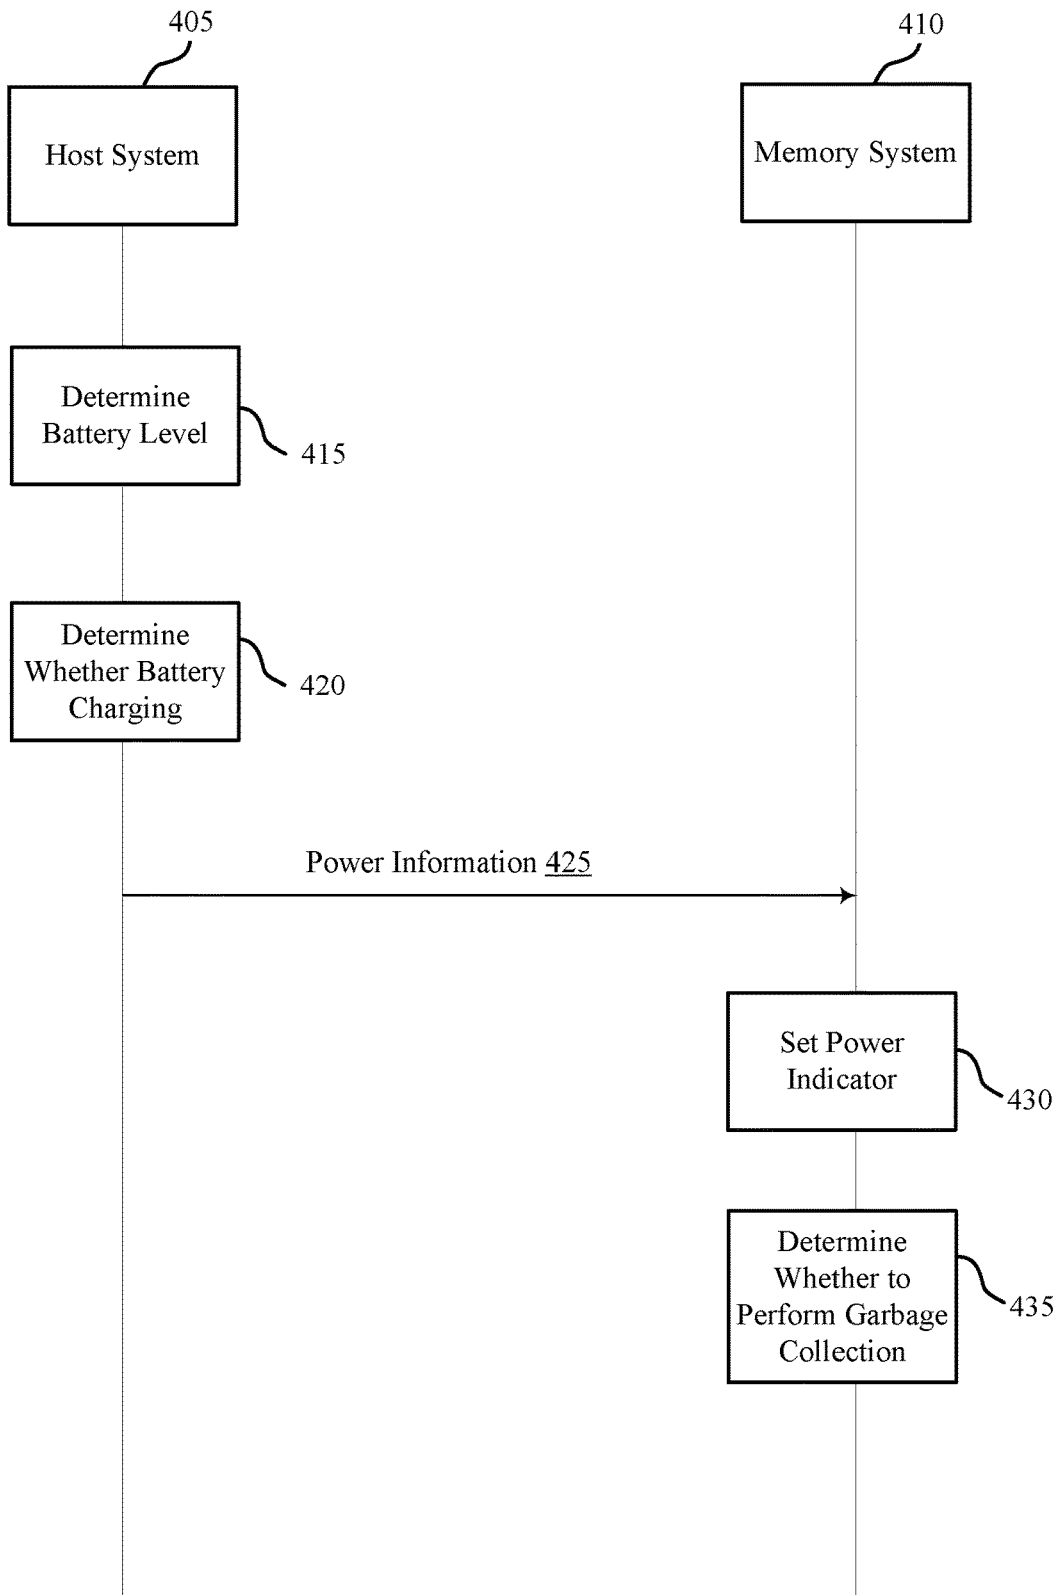 405
410
Host System
Memory System
Determine
Battery Level
415
Determine
Whether Battery
Charging
420
Power Information 425
Set Power
Indicator
430
Determine
Whether to
Perform Garbage
Collection
435